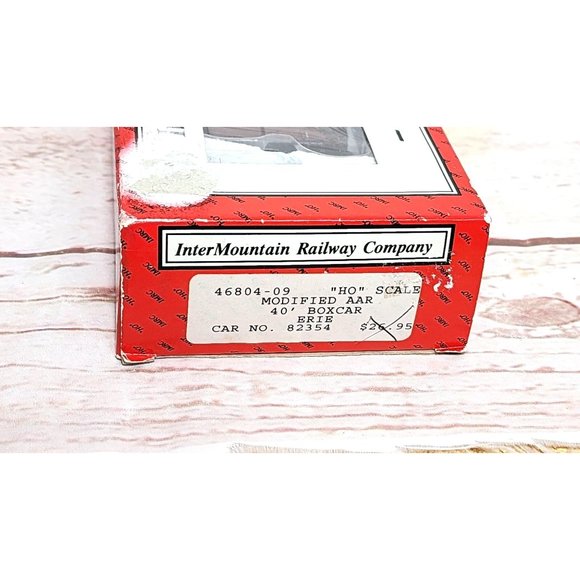 InterMountain Railway Company
46804-09 "HO" SCALE
MODIFIED AAR
40' BOXCAR
ERIE
CAR NO. 82354 $26.95